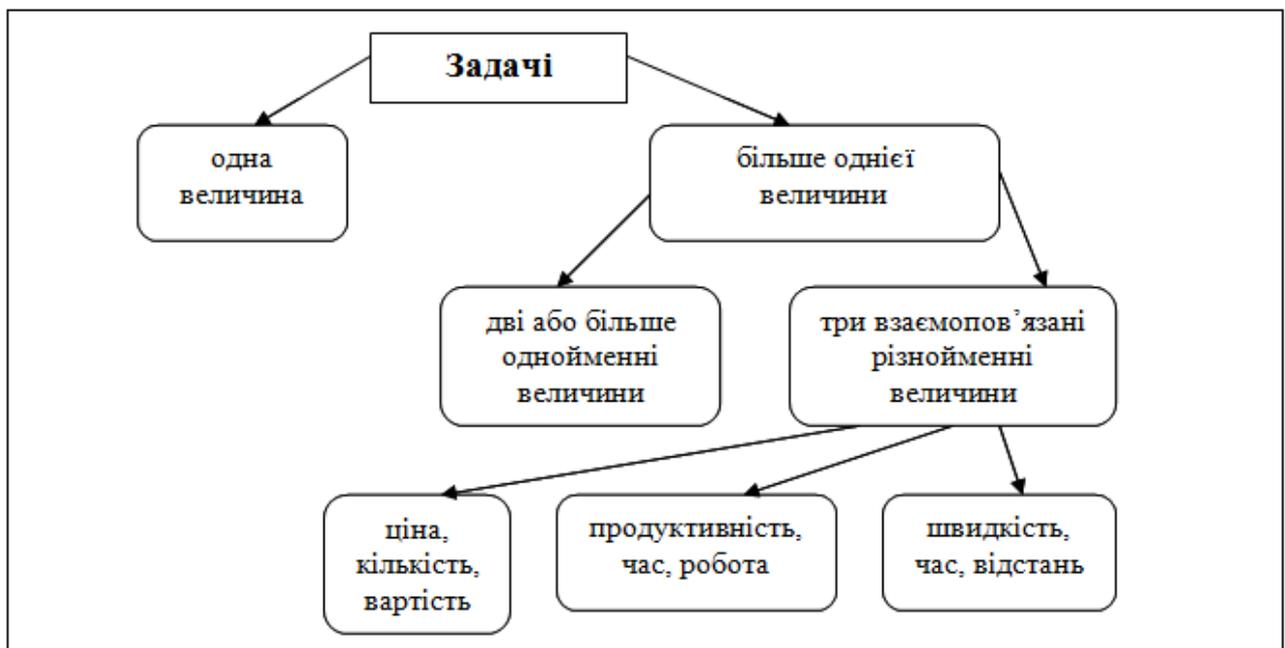 Задачі
одна
величина
більше однієї
величини
дві або більше
однойменні
величини
три взаємопов’язані
різнойменні
величини
ціна,
кількість,
вартість
продуктивність,
час, робота
швидкість,
час, відстань